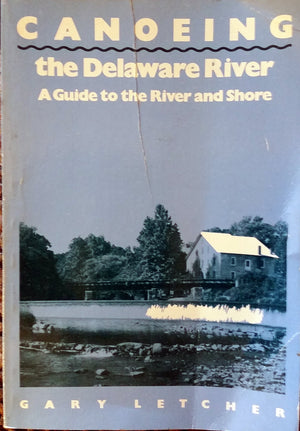 CANOEING
the Delaware River
A Guide to the River and Shore
GARY LETCHER